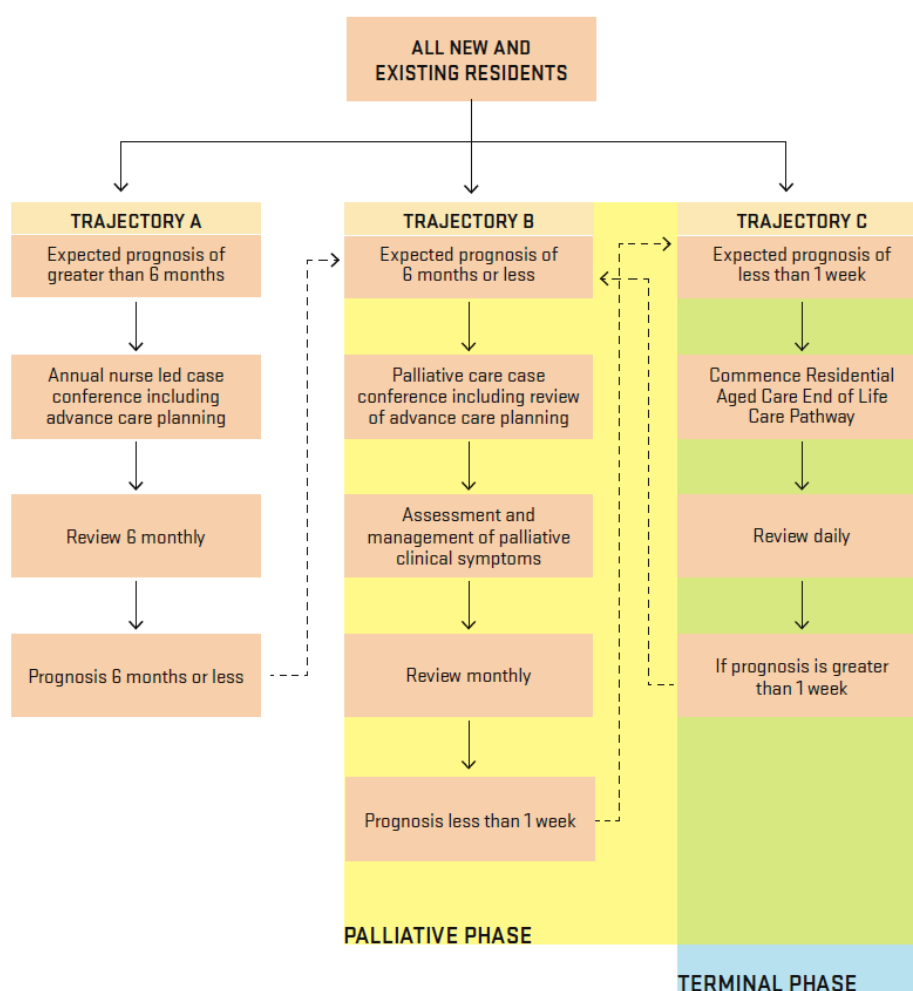 ALL NEW AND
EXISTING RESIDENTS
TRAJECTORY A
Expected prognosis of
greater than 6 months
Annual nurse led case
conference including
advance care planning
Review 6 monthly
Prognosis 6 months or less
TRAJECTORY B
Expected prognosis of
6 months or less
Palliative care case
conference including review
of advance care planning
Assessment and
management of palliative
clinical symptoms
Review monthly
Prognosis less than 1 week
PALLIATIVE PHASE
TRAJECTORY C
Expected prognosis of
less than 1 week
Commence Residential
Aged Care End of Life
Care Pathway
Review daily
If prognosis is greater
than 1 week
TERMINAL PHASE